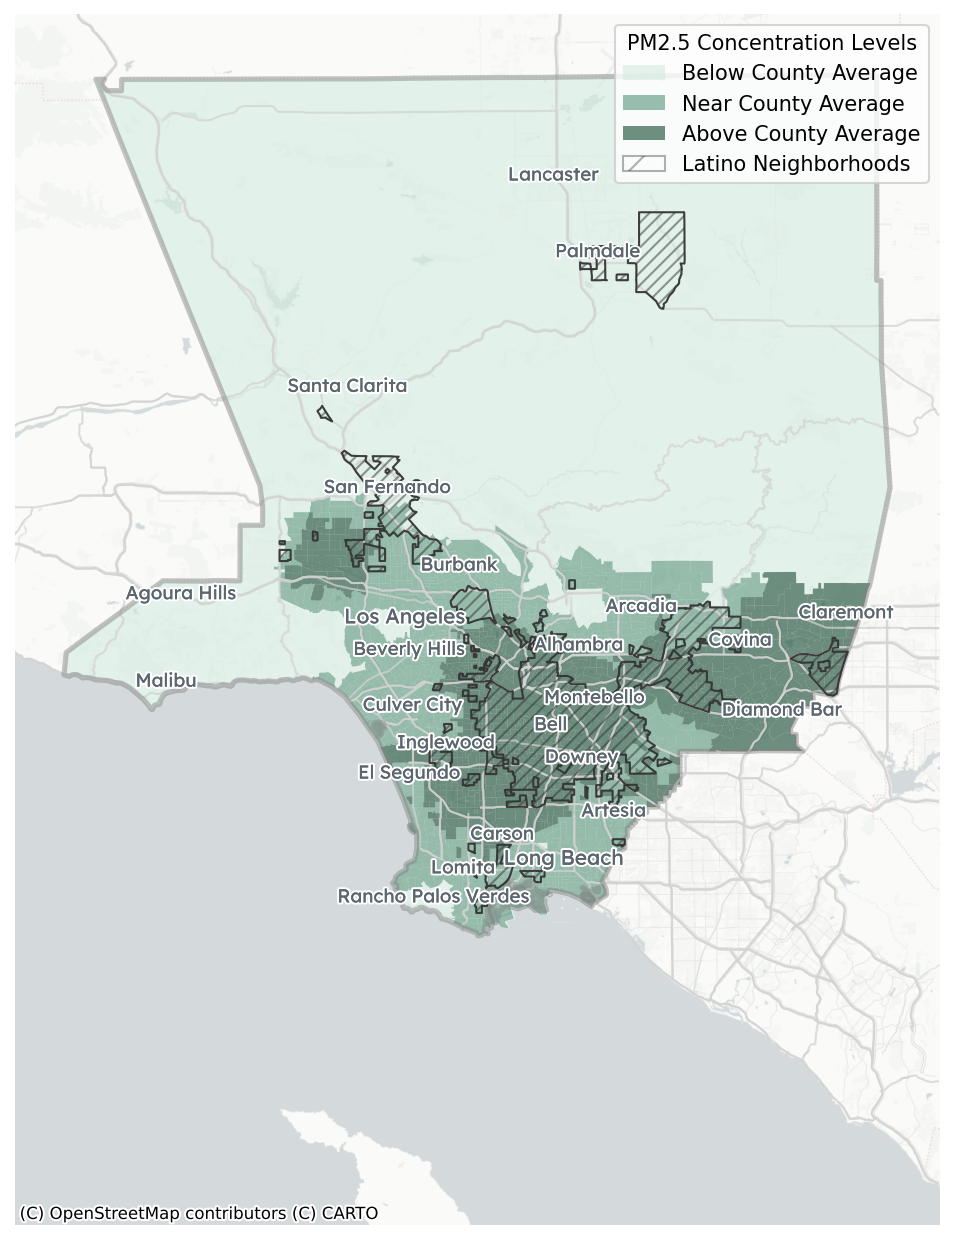 PM2.5 Concentration Levels
Below County Average
Near County Average
Above County Average
Latino Neighborhoods
Lancaster
Palmdale
Santa Clarita
San Fernando
Burbank
Agoura Hills
Los Angeles
Arcadia
Claremont
Beverly Hills
Alhambra
Covina
Malibu
Culver City
Montebello
Diamond Bar
Bell
Inglewood
Downey
El Segundo
Artesia
Carson
Long Beach
Lomita
Rancho Palos Verdes
(C) OpenStreetMap contributors (C) CARTO